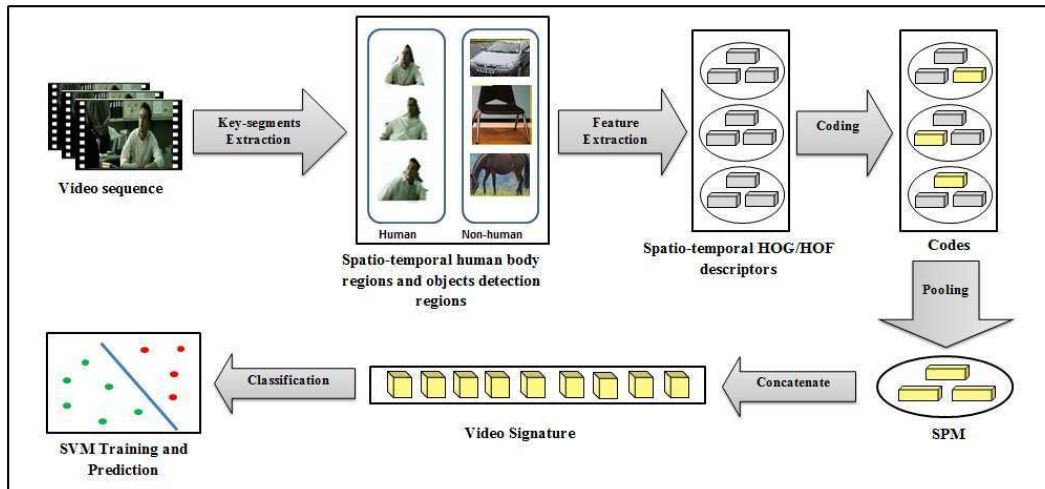 Video sequence
Key-segments
Extraction
Human
Non-human
Spatio-temporal human body
regions and objects detection
regions
Feature
Extraction
Spatio-temporal HOG/HOF
descriptors
Coding
Codes
Pooling
SPM
Concatenate
Video Signature
Classification
SVM Training and
Prediction